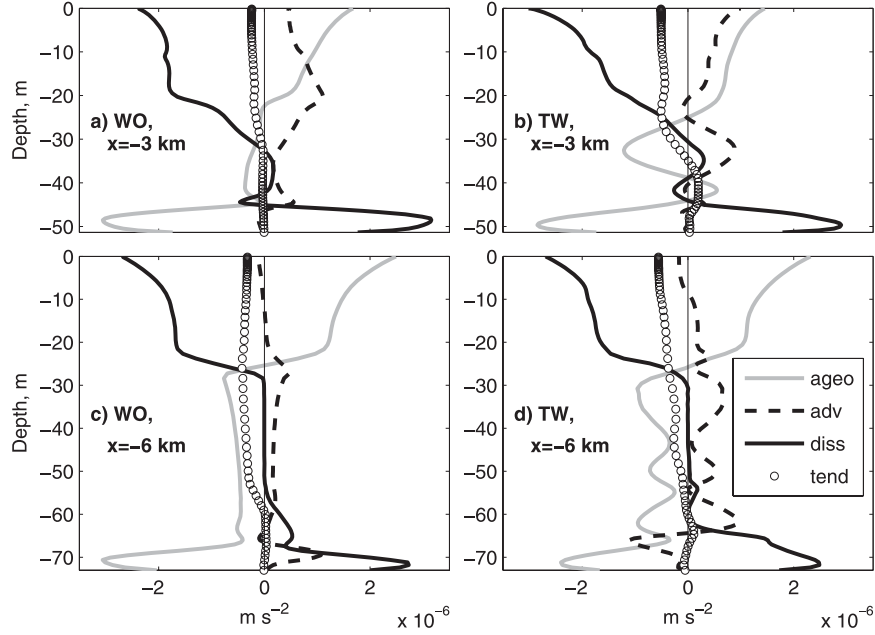 0
−10
−20
−30
−40
−50
Depth, m
a) WO,
x=−3 km
0
−10
−20
−30
−40
−50
b) TW,
x=−3 km
0
−10
−20
−30
−40
−50
−60
−70
Depth, m
c) WO,
x=−6 km
−2 0 2
m s⁻²
x 10⁻⁶
0
−10
−20
−30
−40
−50
−60
−70
d) TW,
x=−6 km
ageo
adv
diss
tend
−2 0 2
m s⁻²
x 10⁻⁶